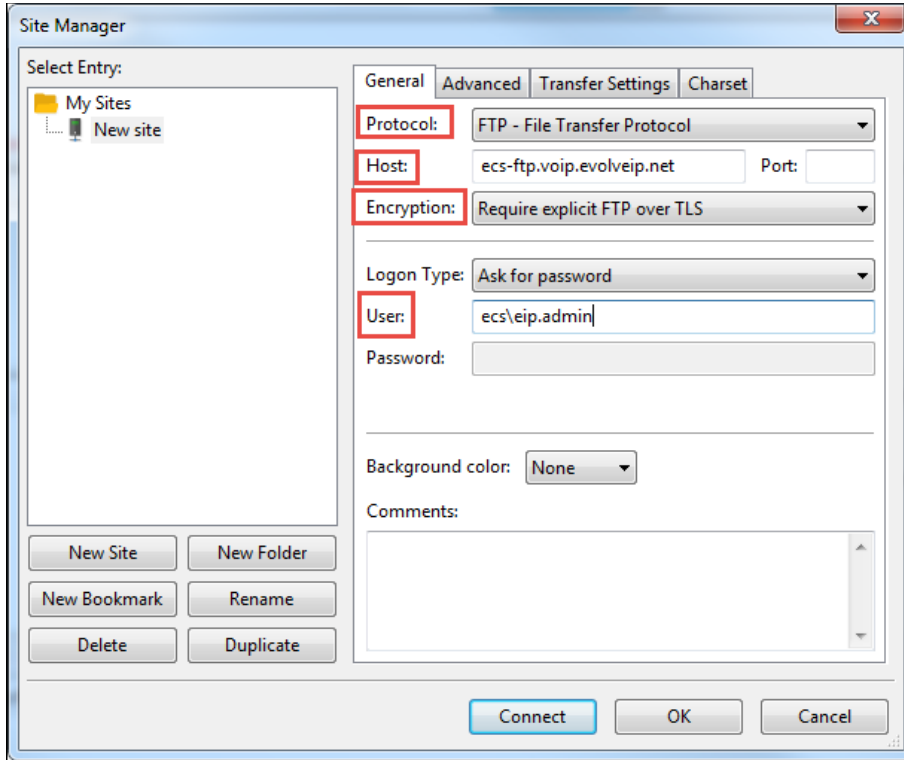 Site Manager
Select Entry:
My Sites
New site
General Advanced Transfer Settings Charset
Protocol: FTP - File Transfer Protocol
Host: ecs-ftp.voip.evolveip.net Port:
Encryption: Require explicit FTP over TLS
Logon Type: Ask for password
User: ecs\eip.admin
Password:
Background color: None
Comments:
New Site New Folder
New Bookmark Rename
Delete Duplicate
Connect OK Cancel